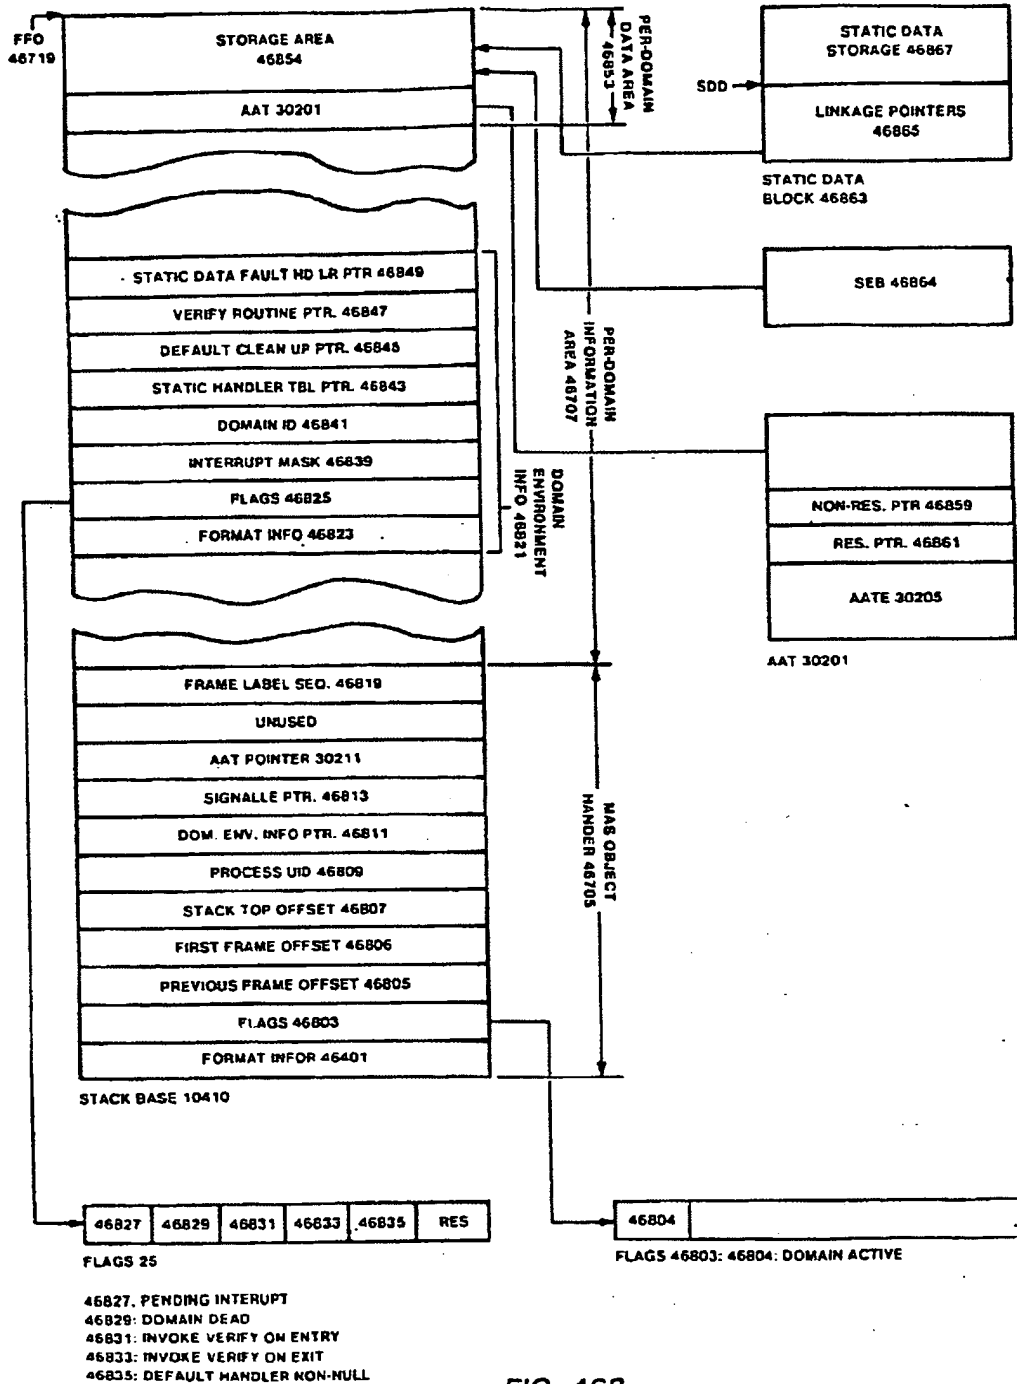 FFO
46719
STORAGE AREA
46854
AAT 30201
PER-DOMAIN
DATA AREA
46853
STATIC DATA
STORAGE 46867
SDD
LINKAGE POINTERS
46865
STATIC DATA
BLOCK 46863
STATIC DATA FAULT HD LR PTR 46849
VERIFY ROUTINE PTR. 46847
DEFAULT CLEAN UP PTR. 46845
STATIC HANDLER TBL PTR. 46843
DOMAIN ID 46841
INTERRUPT MASK 46839
FLAGS 46825
FORMAT INFO 46823
DOMAIN
ENVIRONMENT
INFO 46821
PER-DOMAIN
INFORMATION
AREA 46707
SEB 46864
NON-RES. PTR 46859
RES. PTR. 46861
AATE 30205
AAT 30201
FRAME LABEL SEQ. 46819
UNUSED
AAT POINTER 30211
SIGNALLE PTR. 46813
DOM. ENV. INFO PTR. 46811
PROCESS UID 46809
STACK TOP OFFSET 46807
FIRST FRAME OFFSET 46806
PREVIOUS FRAME OFFSET 46805
FLAGS 46803
FORMAT INFOR 46401
MAS OBJECT
HANDER 46705
STACK BASE 10410
46827 46829 46831 46833 46835 RES
FLAGS 25
46804
FLAGS 46803: 46804: DOMAIN ACTIVE
46827. PENDING INTERUPT
46829: DOMAIN DEAD
46831: INVOKE VERIFY ON ENTRY
46833: INVOKE VERIFY ON EXIT
46835: DEFAULT HANDLER NON-NULL
FIG. 468